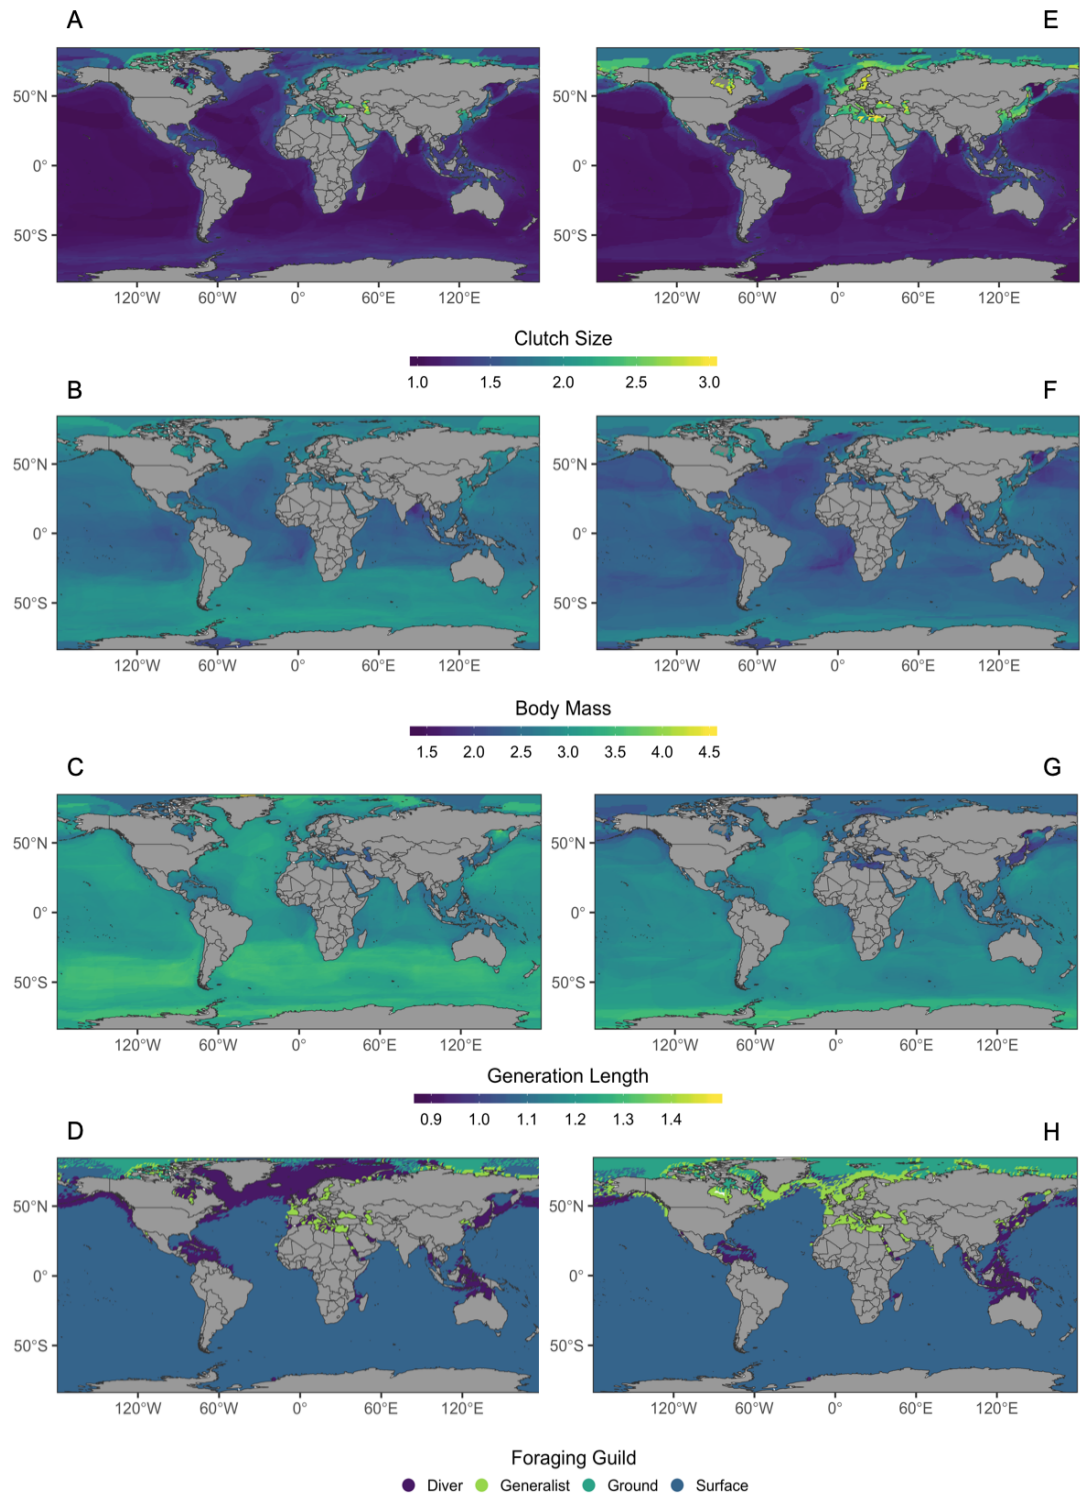 A E
50°N
0°
50°S
120°W 60°W 0° 60°E 120°E 120°W 60°W 0° 60°E 120°E
Clutch Size
1.0 1.5 2.0 2.5 3.0
B F
50°N 50°N
0° 0°
50°S 50°S
120°W 60°W 0° 60°E 120°E 120°W 60°W 0° 60°E 120°E
Body Mass
1.5 2.0 2.5 3.0 3.5 4.0 4.5
C G
50°N 50°N
0° 0°
50°S 50°S
120°W 60°W 0° 60°E 120°E 120°W 60°W 0° 60°E 120°E
Generation Length
0.9 1.0 1.1 1.2 1.3 1.4
D H
50°N 50°N
0° 0°
50°S 50°S
120°W 60°W 0° 60°E 120°E 120°W 60°W 0° 60°E 120°E
Foraging Guild
Diver Generalist Ground Surface